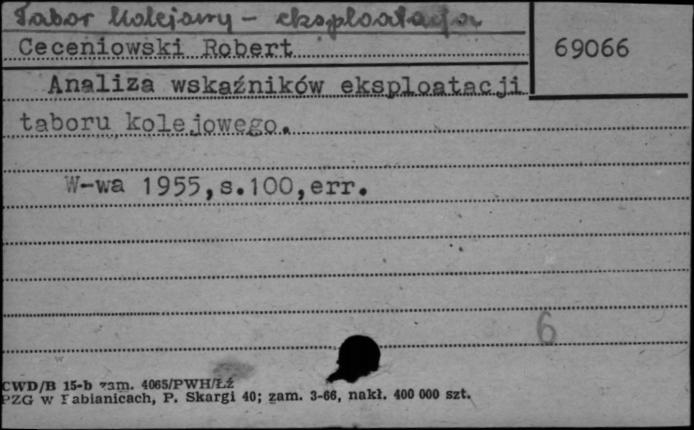 Tabor kolejowy - eksploatacja
Ceceniowski Robert
69066
Analiza wskaźników eksploatacji
taboru kolejowego.
W-wa 1955,s.100,err.
6
CWD/B 15-b zam. 4065/PWH/Łź
PZG w Pabianicach, P. Skargi 40; zam. 3-66, nakł. 400 000 szt.